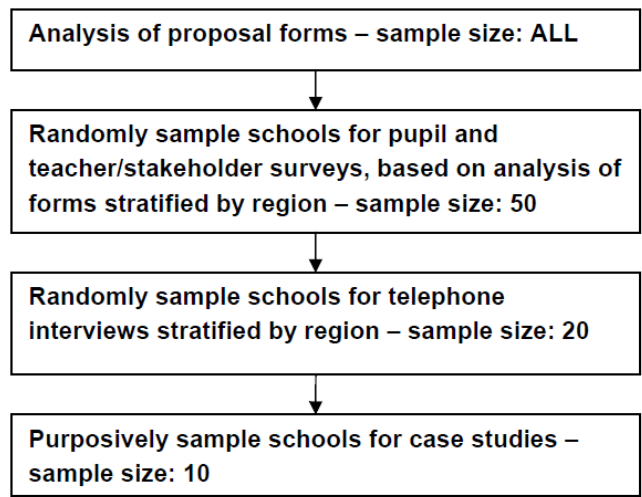 Analysis of proposal forms – sample size: ALL
Randomly sample schools for pupil and
teacher/stakeholder surveys, based on analysis of
forms stratified by region – sample size: 50
Randomly sample schools for telephone
interviews stratified by region – sample size: 20
Purposively sample schools for case studies –
sample size: 10